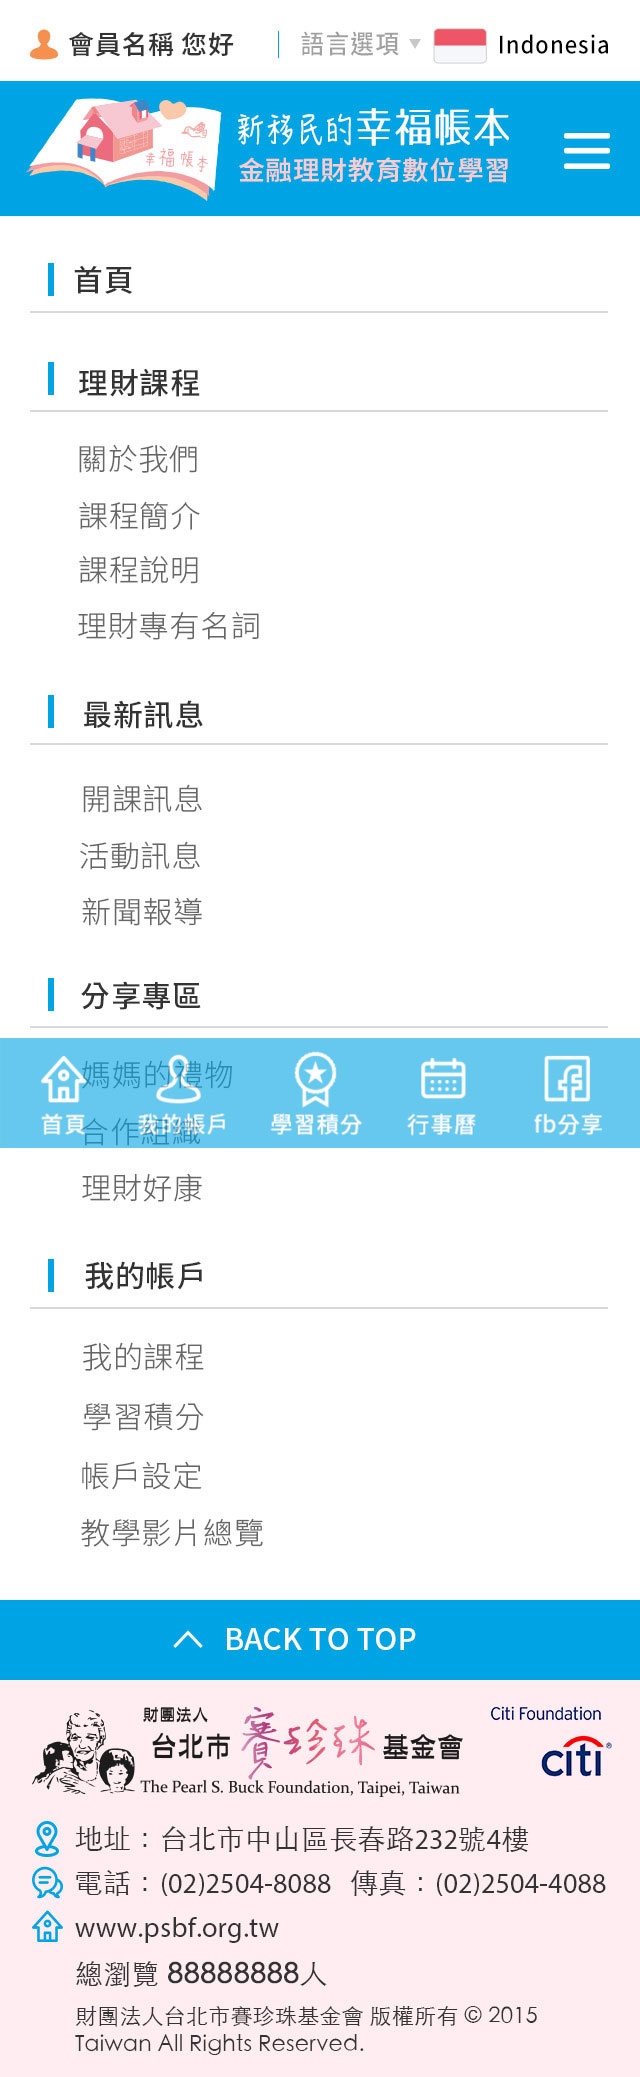 會員名稱 您好 語言選項 Indonesia
幸福帳本
新移民的幸福帳本
金融理財教育數位學習
首頁
理財課程
關於我們
課程簡介
課程說明
理財專有名詞
最新訊息
開課訊息
活動訊息
新聞報導
分享專區
媽媽的禮物
合作組織
首頁 我的帳戶 學習積分 行事曆 fb分享
理財好康
我的帳戶
我的課程
學習積分
帳戶設定
教學影片總覽
BACK TO TOP
財團法人
台北市賽珍珠基金會
The Pearl S. Buck Foundation, Taipei, Taiwan
Citi Foundation
citi®
地址：台北市中山區長春路232號4樓
電話：(02)2504-8088 傳真：(02)2504-4088
www.psbf.org.tw
總瀏覽 88888888人
財團法人台北市賽珍珠基金會 版權所有 © 2015
Taiwan All Rights Reserved.